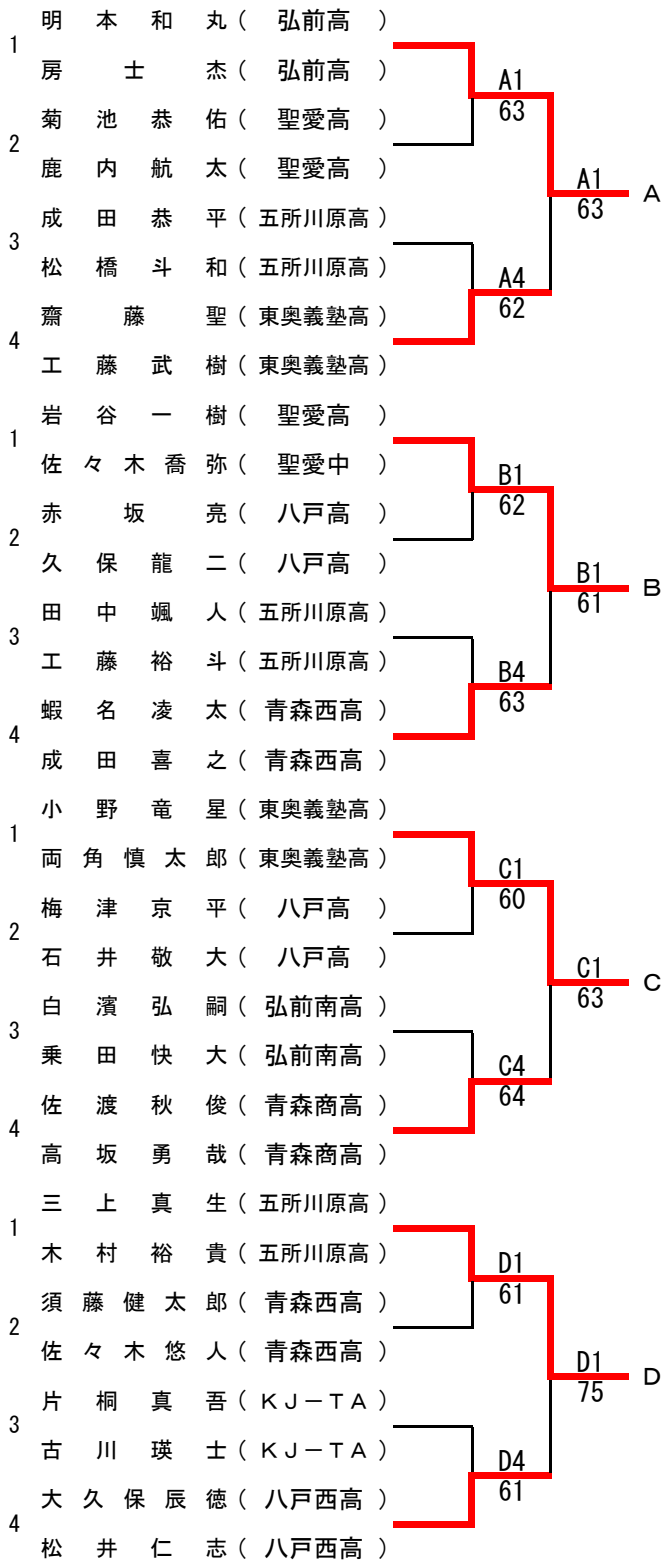 明本和丸（弘前高）
1
房士杰（弘前高）
A1
63
菊池恭佑（聖愛高）
2
鹿内航太（聖愛高）
A1
63
A
成田恭平（五所川原高）
3
松橋斗和（五所川原高）
A4
62
齋藤聖（東奥義塾高）
4
工藤武樹（東奥義塾高）
岩谷一樹（聖愛高）
1
佐々木喬弥（聖愛中）
B1
62
赤坂亮（八戸高）
2
久保龍二（八戸高）
B1
61
B
田中颯人（五所川原高）
3
工藤裕斗（五所川原高）
B4
63
蝦名凌太（青森西高）
4
成田喜之（青森西高）
小野竜星（東奥義塾高）
1
両角慎太郎（東奥義塾高）
C1
60
梅津京平（八戸高）
2
石井敬大（八戸高）
C1
63
C
白濱弘嗣（弘前南高）
3
乗田快大（弘前南高）
C4
64
佐渡秋俊（青森商高）
4
高坂勇哉（青森商高）
三上真生（五所川原高）
1
木村裕貴（五所川原高）
D1
61
須藤健太郎（青森西高）
2
佐々木悠人（青森西高）
D1
75
D
片桐真吾（ＫＪ－ＴＡ）
3
古川瑛士（ＫＪ－ＴＡ）
D4
61
大久保辰徳（八戸西高）
4
松井仁志（八戸西高）